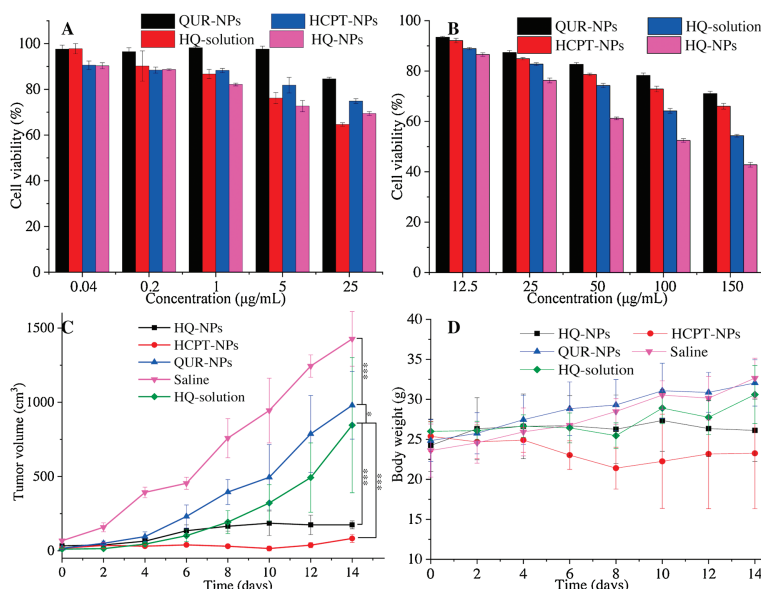 A
QUR-NPs HCPT-NPs
HQ-solution HQ-NPs
Cell viability (%)
100
80
60
40
20
0
0.04 0.2 1 5 25
Concentration (μg/mL)
B
QUR-NPs HQ-solution
HCPT-NPs HQ-NPs
Cell viability (%)
100
80
60
40
20
0
12.5 25 50 100 150
Concentration (μg/mL)
C
HQ-NPs
HCPT-NPs
QUR-NPs
Saline
HQ-solution
Tumor volume (cm³)
1500
1000
500
0
***
*
***
***
0 2 4 6 8 10 12 14
Time (days)
D
HQ-NPs HCPT-NPs
QUR-NPs Saline
HQ-solution
Body weight (g)
40
35
30
25
20
15
10
0 2 4 6 8 10 12 14
Time (days)